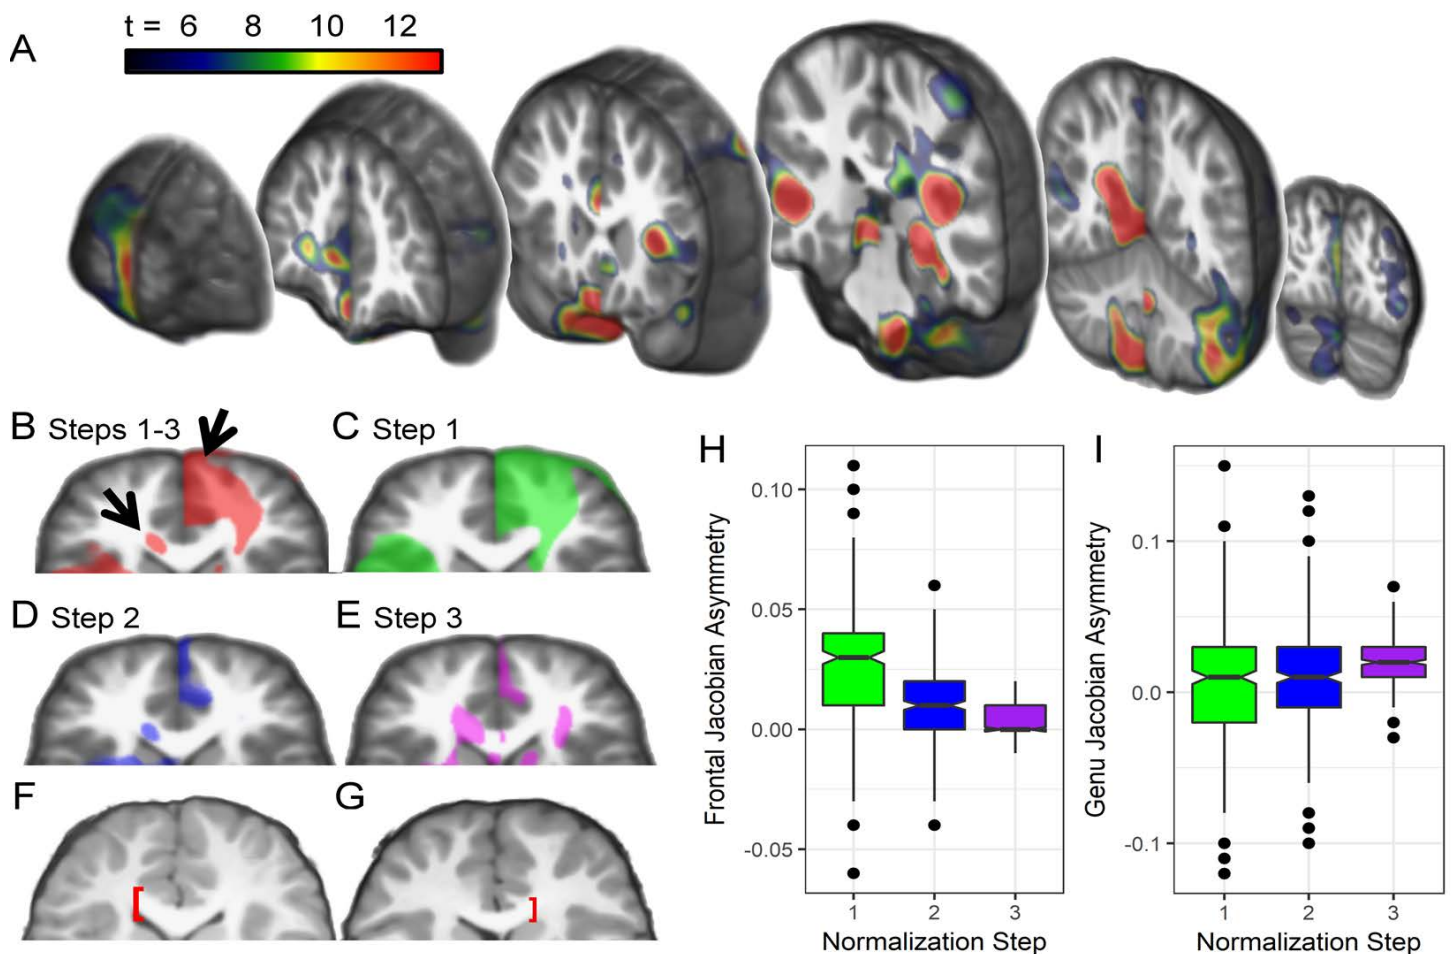 A
t = 6 8 10 12
B Steps 1-3
C Step 1
D Step 2
E Step 3
F
G
H
Frontal Jacobian Asymmetry
0.10
0.05
0.00
-0.05
1 2 3
Normalization Step
I
Genu Jacobian Asymmetry
0.1
0.0
-0.1
1 2 3
Normalization Step